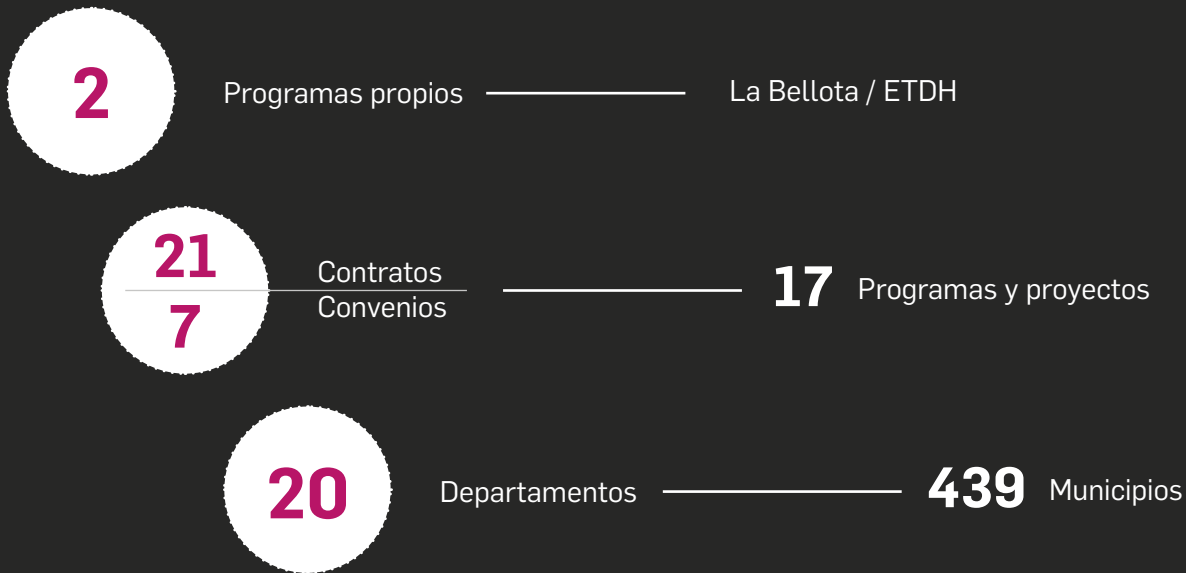 2 Programas propios La Bellota / ETDH
21 Contratos
7 Convenios
17 Programas y proyectos
20 Departamentos 439 Municipios